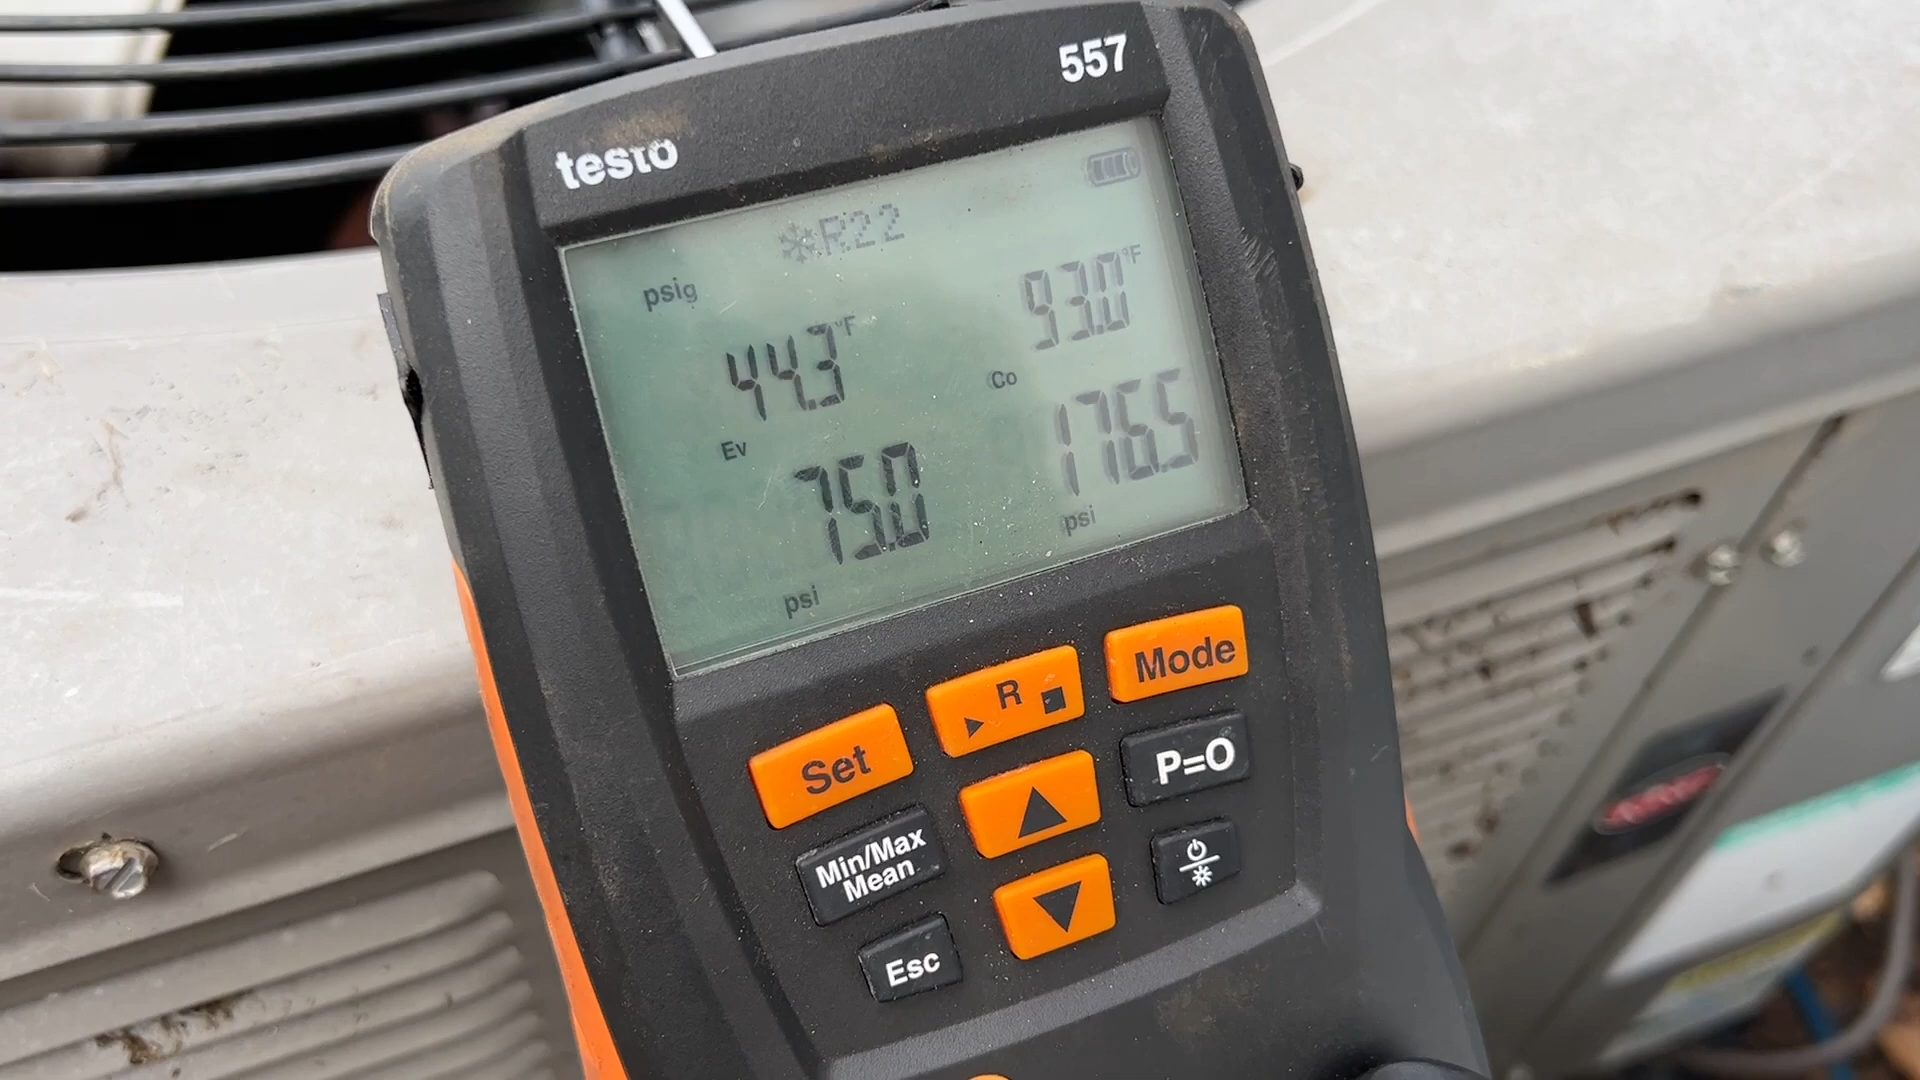 557
testo
R22
psig
44.3°F
93.0°F
Ev
Co
75.0
176.5
psi
psi
Set
R
Mode
Min/Max
Mean
P=O
Esc